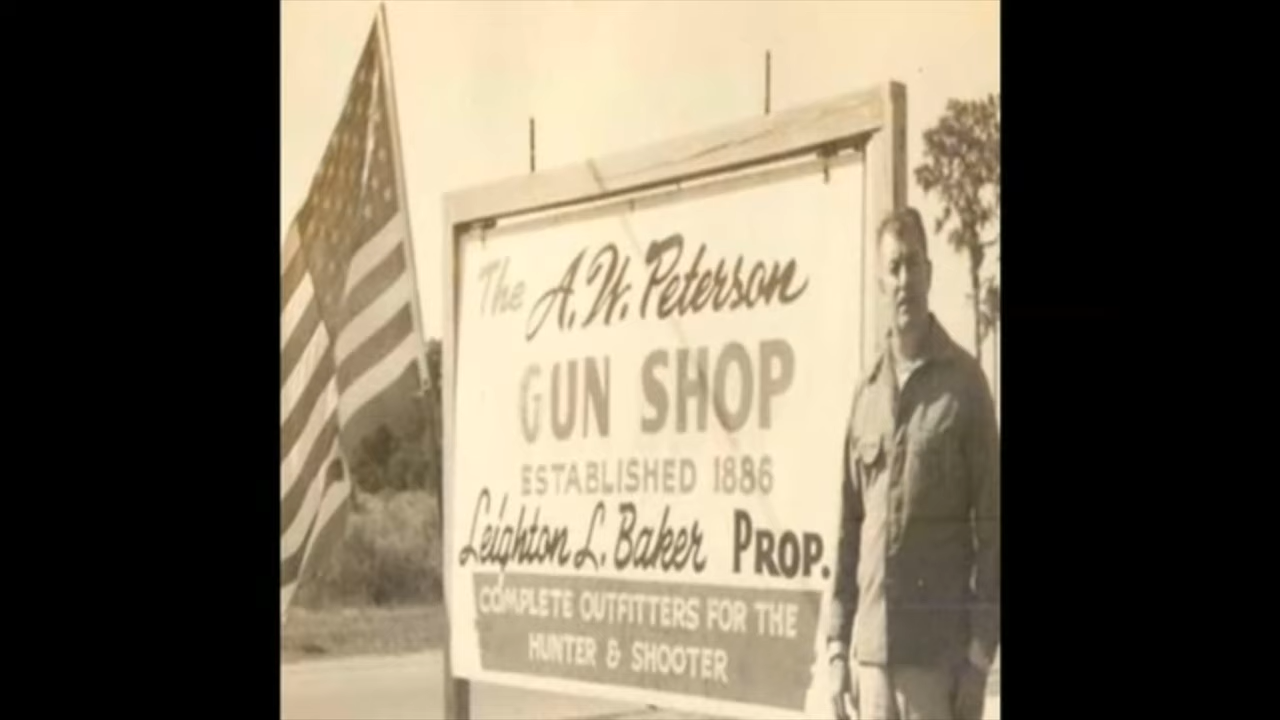 The A.W. Peterson
GUN SHOP
ESTABLISHED 1886
Leighton L. Baker PROP.
COMPLETE OUTFITTERS FOR THE
HUNTER & SHOOTER